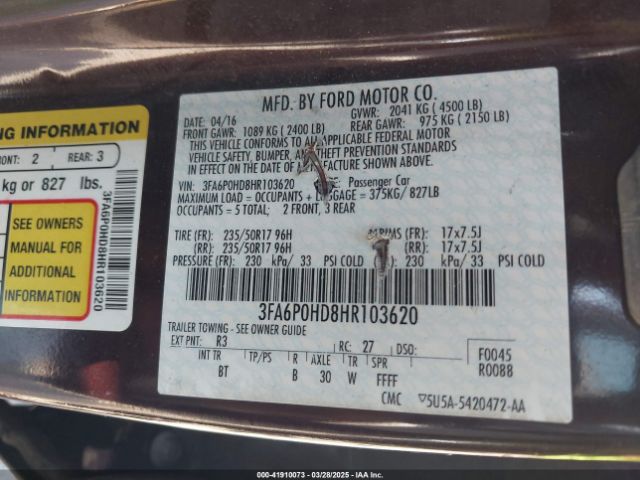 NG INFORMATION
RONT: 2 REAR: 3
kg or 827 lbs.
SEE OWNERS
MANUAL FOR
ADDITIONAL
INFORMATION
3FA6P0HD8HR103620
MFD. BY FORD MOTOR CO.
DATE: 04/16 GVWR: 2041 KG ( 4500 LB)
FRONT GAWR: 1089 KG ( 2400 LB) REAR GAWR: 975 KG ( 2150 LB)
THIS VEHICLE CONFORMS TO ALL APPLICABLE FEDERAL MOTOR
VEHICLE SAFETY, BUMPER, AND THEFT PREVENTION STANDARDS
IN EFFECT ON THE DATE OF MANUFACTURE SHOWN ABOVE.
VIN: 3FA6P0HD8HR103620 TYPE: Passenger Car
MAXIMUM LOAD = OCCUPANTS + LUGGAGE = 375KG/ 827LB
OCCUPANTS = 5 TOTAL; 2 FRONT, 3 REAR
TIRE (FR): 235/50R17 96H RIMS (FR): 17x7.5J
(RR): 235/50R17 96H (RR): 17x7.5J
PRESSURE (FR): 230 kPa/ 33 PSI COLD (RR): 230 kPa/ 33 PSI COLD
3FA6P0HD8HR103620
TRAILER TOWING - SEE OWNER GUIDE
EXT PNT: R3 RC: 27 DSO: F0045
INT TR TP/PS R AXLE TR SPR R0088
BT B 30 W FFFF
CMC 5U5A-5420472-AA
000-41910073 - 03/28/2025 - IAA Inc.